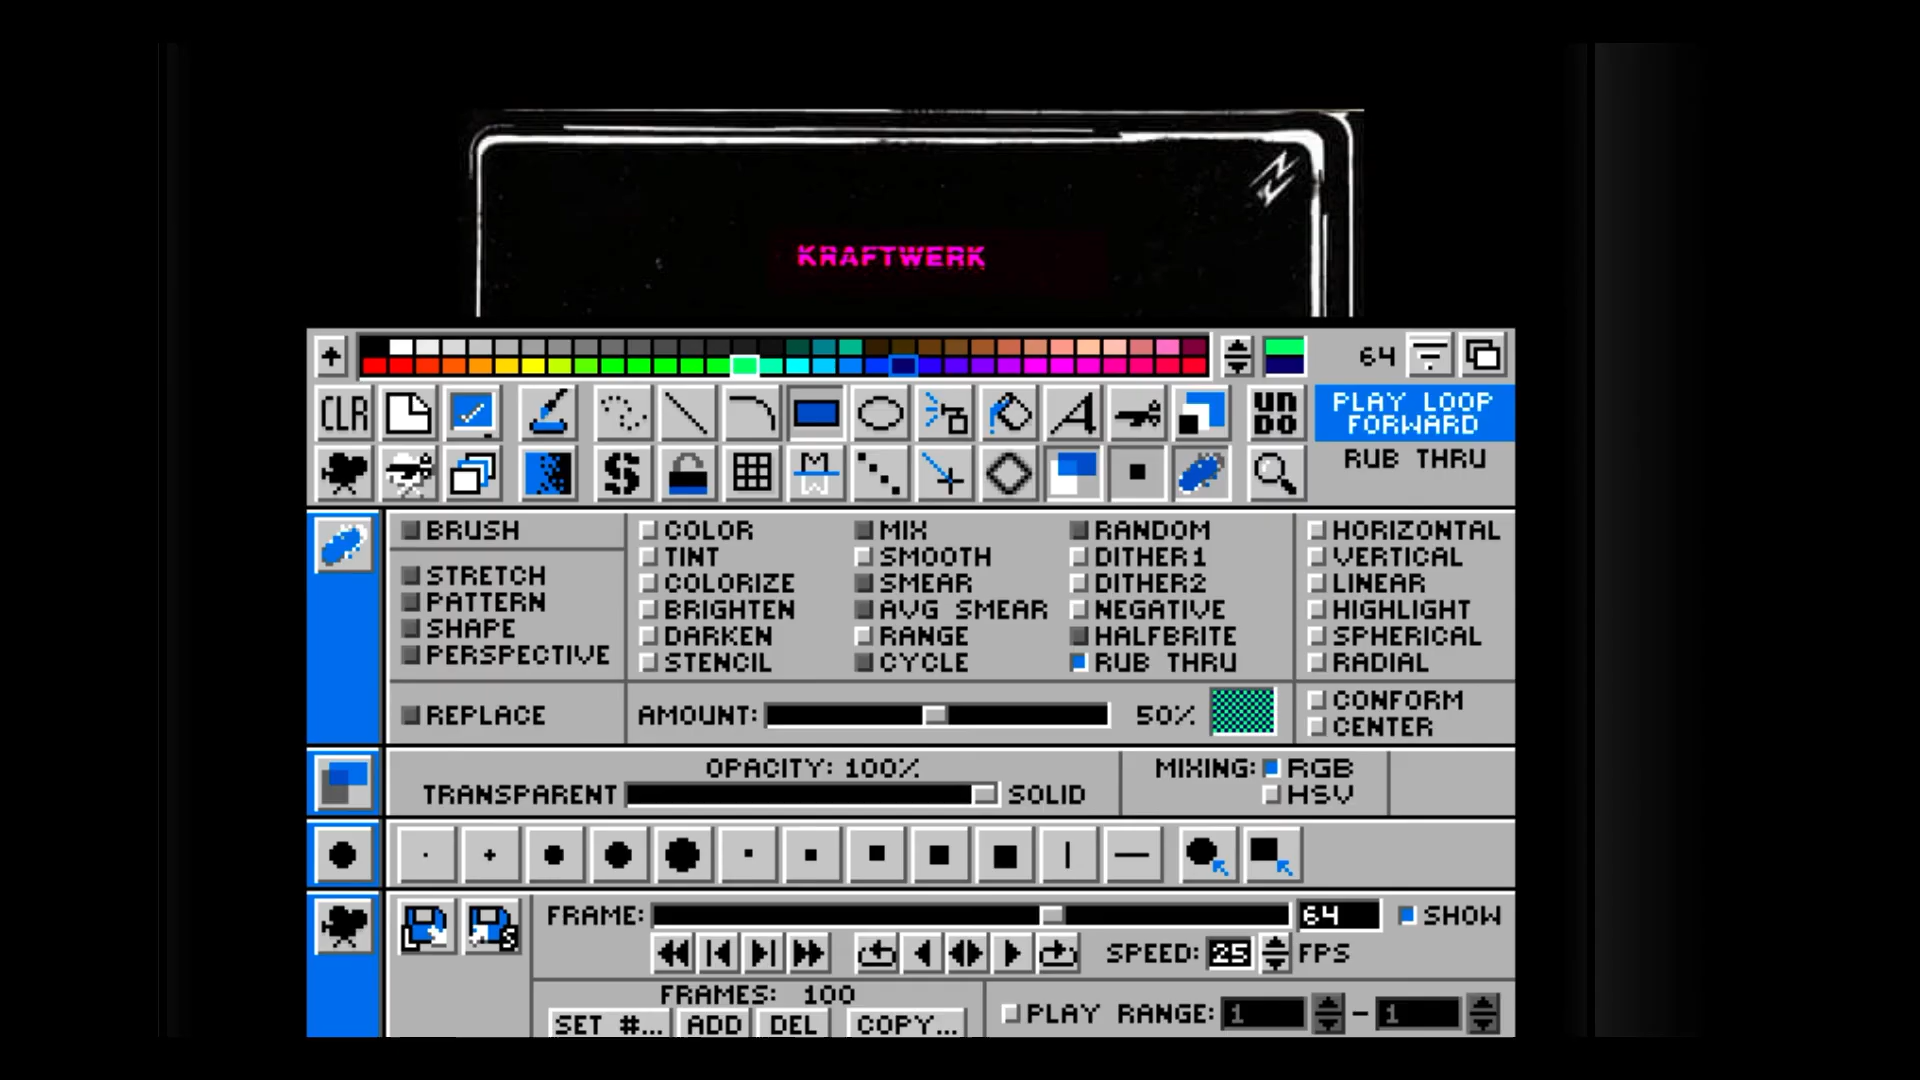 KRAFTWERK
64
CLR
UN
DO
PLAY LOOP
FORWARD
RUB THRU
BRUSH
STRETCH
PATTERN
SHAPE
PERSPECTIVE
COLOR
TINT
COLORIZE
BRIGHTEN
DARKEN
STENCIL
MIX
SMOOTH
SMEAR
AVG SMEAR
RANGE
CYCLE
RANDOM
DITHER1
DITHER2
NEGATIVE
HALFBRITE
RUB THRU
HORIZONTAL
VERTICAL
LINEAR
HIGHLIGHT
SPHERICAL
RADIAL
REPLACE
AMOUNT: 50%
CONFORM
CENTER
OPACITY: 100%
TRANSPARENT SOLID
MIXING: RGB
HSV
FRAME: 64 SHOW
SPEED: 25 FPS
FRAMES: 100
SET #... ADD DEL COPY...
PLAY RANGE: 1 - 1